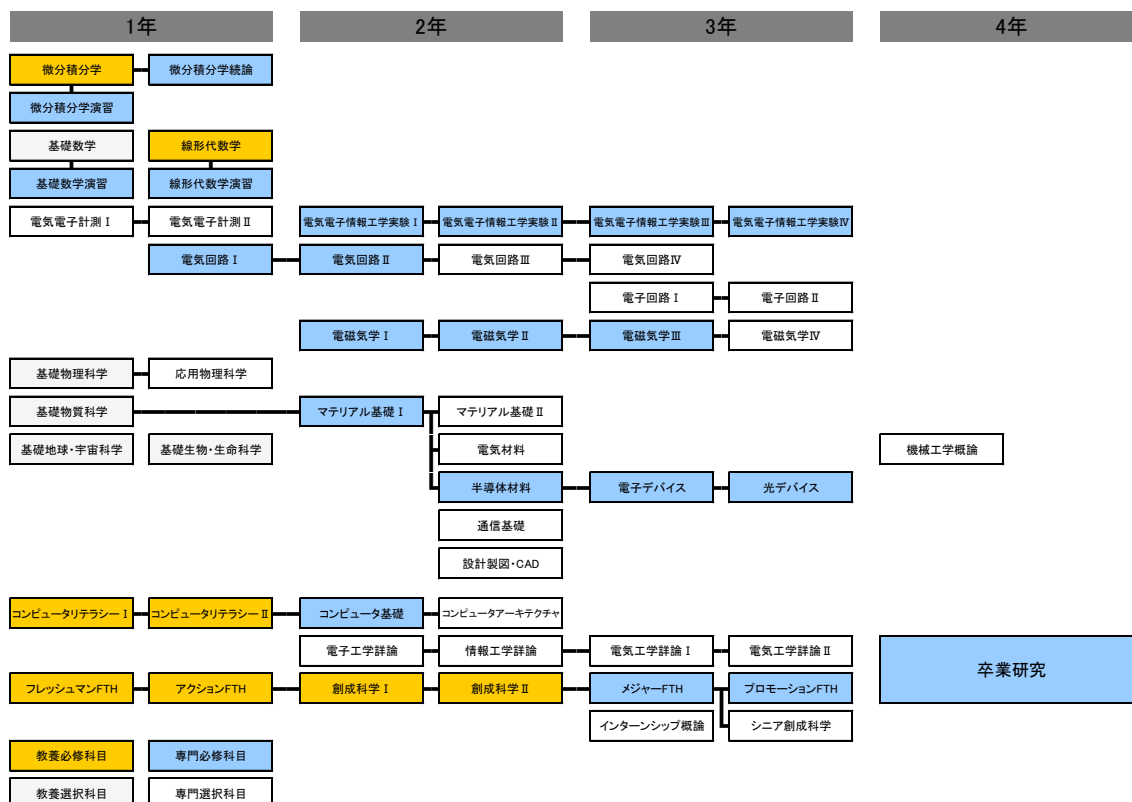 1年 2年 3年 4年
微分積分学 微分積分学続論
微分積分学演習
基礎数学 線形代数学
基礎数学演習 線形代数学演習
電気電子計測Ⅰ 電気電子計測Ⅱ 電気電子情報工学実験Ⅰ 電気電子情報工学実験Ⅱ 電気電子情報工学実験Ⅲ 電気電子情報工学実験Ⅳ
電気回路Ⅰ 電気回路Ⅱ 電気回路Ⅲ 電気回路Ⅳ
電子回路Ⅰ 電子回路Ⅱ
電磁気学Ⅰ 電磁気学Ⅱ 電磁気学Ⅲ 電磁気学Ⅳ
基礎物理科学 応用物理科学
基礎物質科学 マテリアル基礎Ⅰ マテリアル基礎Ⅱ
基礎地球・宇宙科学 基礎生物・生命科学 電気材料 機械工学概論
半導体材料 電子デバイス 光デバイス
通信基礎
設計製図・CAD
コンピュータリテラシーⅠ コンピュータリテラシーⅡ コンピュータ基礎 コンピュータアーキテクチャ
電子工学詳論 情報工学詳論 電気工学詳論Ⅰ 電気工学詳論Ⅱ
卒業研究
フレッシュマンFTH アクションFTH 創成科学Ⅰ 創成科学Ⅱ メジャーFTH プロモーションFTH
インターンシップ概論 シニア創成科学
教養必修科目 専門必修科目
教養選択科目 専門選択科目